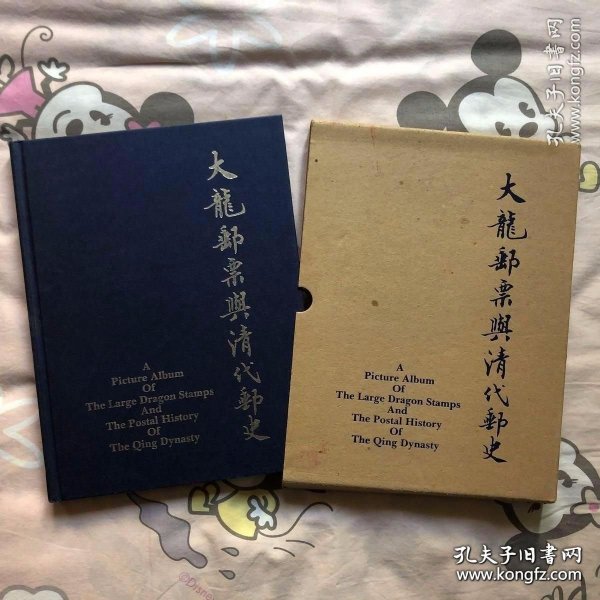 大龍郵票與清代郵史
A
Picture Album
Of
The Large Dragon Stamps
And
The Postal History
Of
The Qing Dynasty
大龍郵票與清代郵史
A
Picture Album
Of
The Large Dragon Stamps
And
The Postal History
Of
The Qing Dynasty
©Disney
孔夫子旧书网
www.kongfz.com
孔夫子旧书网
www.kongfz.com